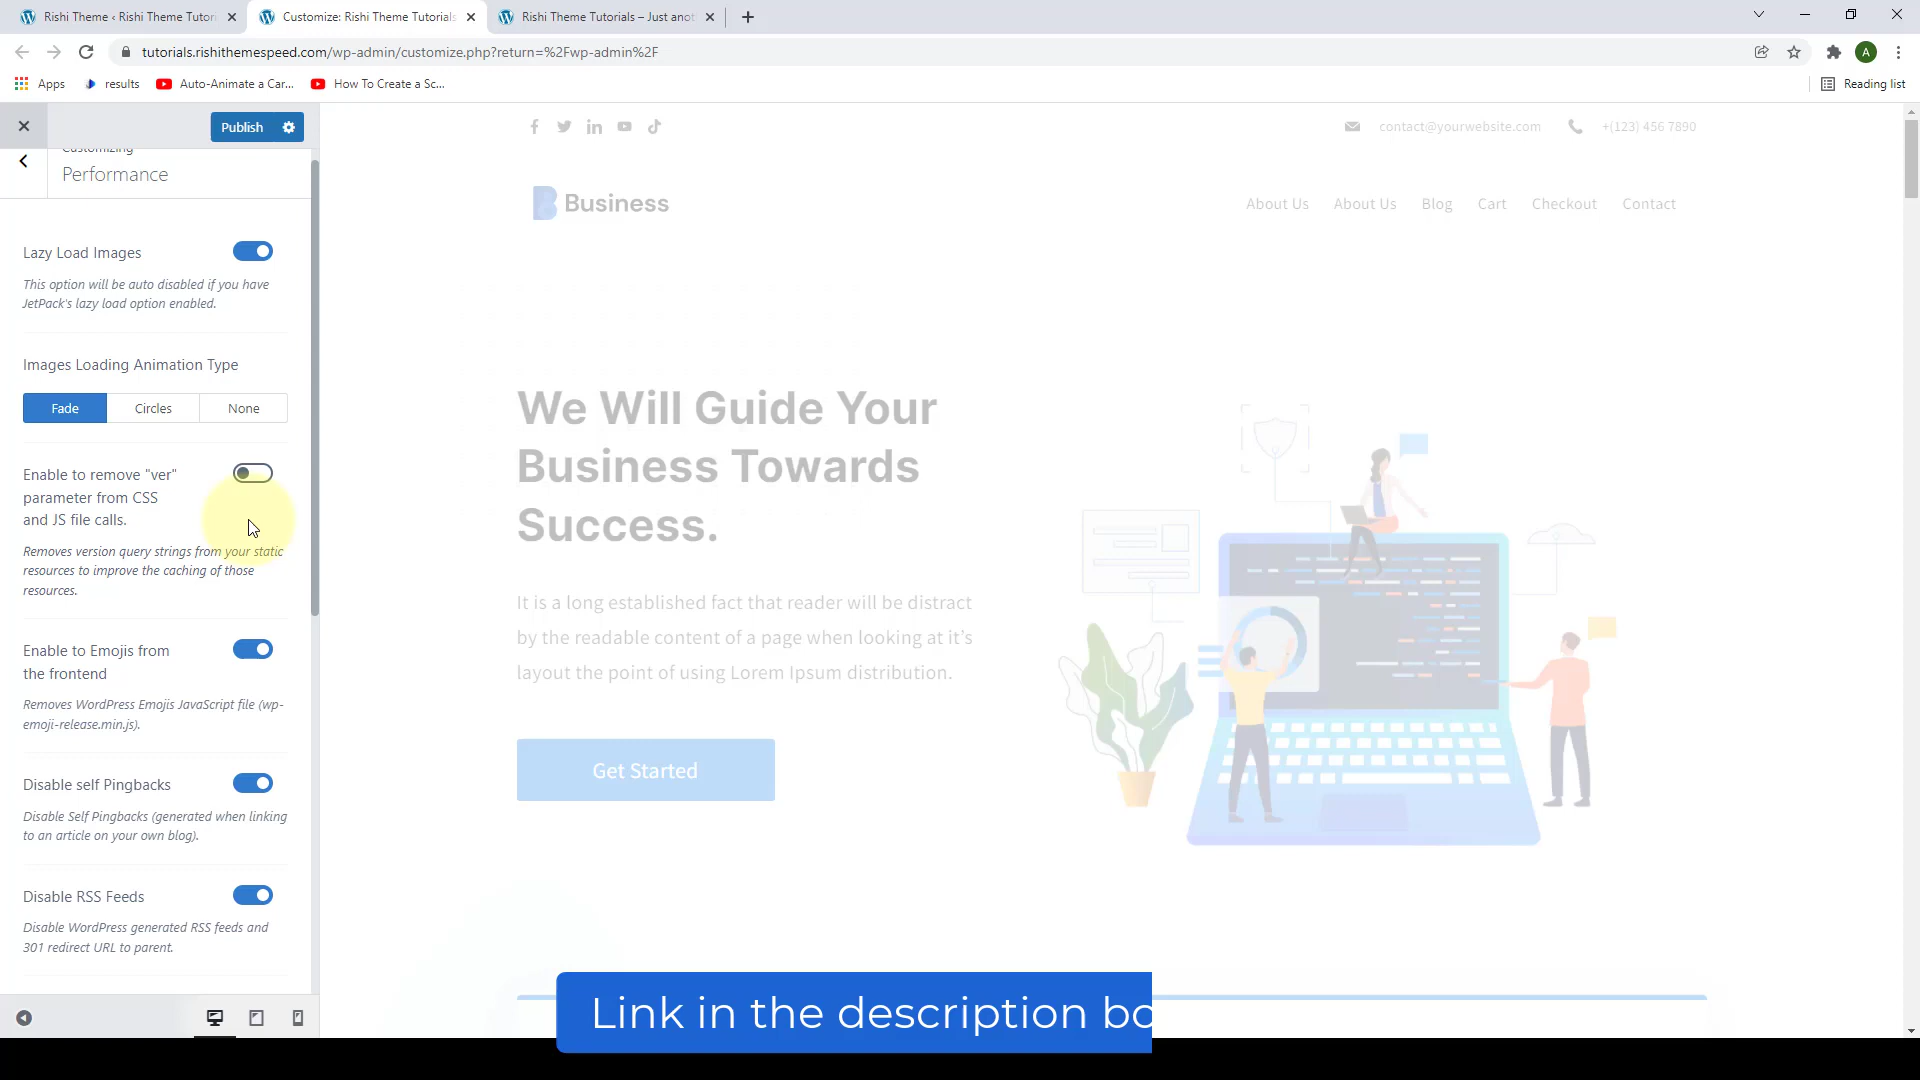 Rishi Theme ‹ Rishi Theme Tutori
Customize: Rishi Theme Tutorials
Rishi Theme Tutorials – Just anot
tutorials.rishithemespeed.com/wp-admin/customize.php?return=%2Fwp-admin%2F
A
Apps
results
Auto-Animate a Car...
How To Create a Sc...
Reading list
Publish
Customizing
Performance
Lazy Load Images
This option will be auto disabled if you have
JetPack's lazy load option enabled.
Images Loading Animation Type
Fade
Circles
None
Enable to remove "ver"
parameter from CSS
and JS file calls.
Removes version query strings from your static
resources to improve the caching of those
resources.
Enable to Emojis from
the frontend
Removes WordPress Emojis JavaScript file (wp-
emoji-release.min.js).
Disable self Pingbacks
Disable Self Pingbacks (generated when linking
to an article on your own blog).
Disable RSS Feeds
Disable WordPress generated RSS feeds and
301 redirect URL to parent.
contact@yourwebsite.com
+(123) 456 7890
Business
About Us
About Us
Blog
Cart
Checkout
Contact
We Will Guide Your
Business Towards
Success.
It is a long established fact that reader will be distract
by the readable content of a page when looking at it's
layout the point of using Lorem Ipsum distribution.
Get Started
Link in the description bo